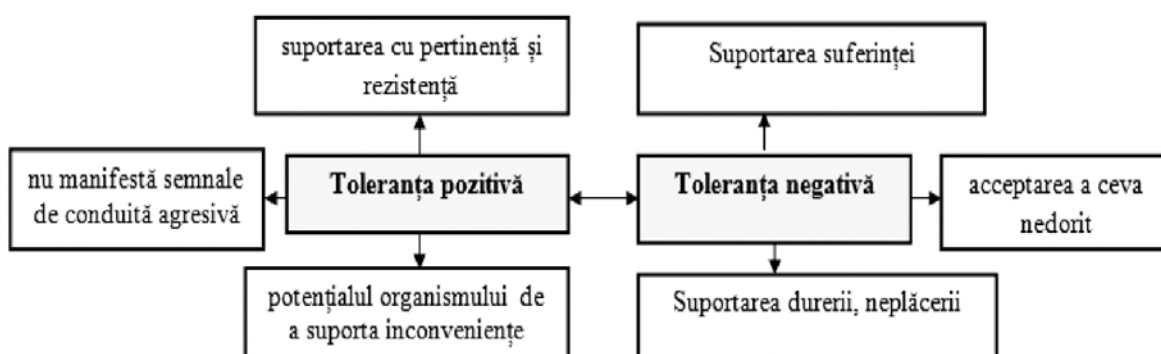 suportarea cu pertinență și
rezistență
Suportarea suferinței
nu manifestă semnale
de conduită agresivă
Toleranța pozitivă
Toleranța negativă
acceptarea a ceva
nedorit
potențialul organismului de
a suporta inconveniențe
Suportarea durerii, neplăcerii